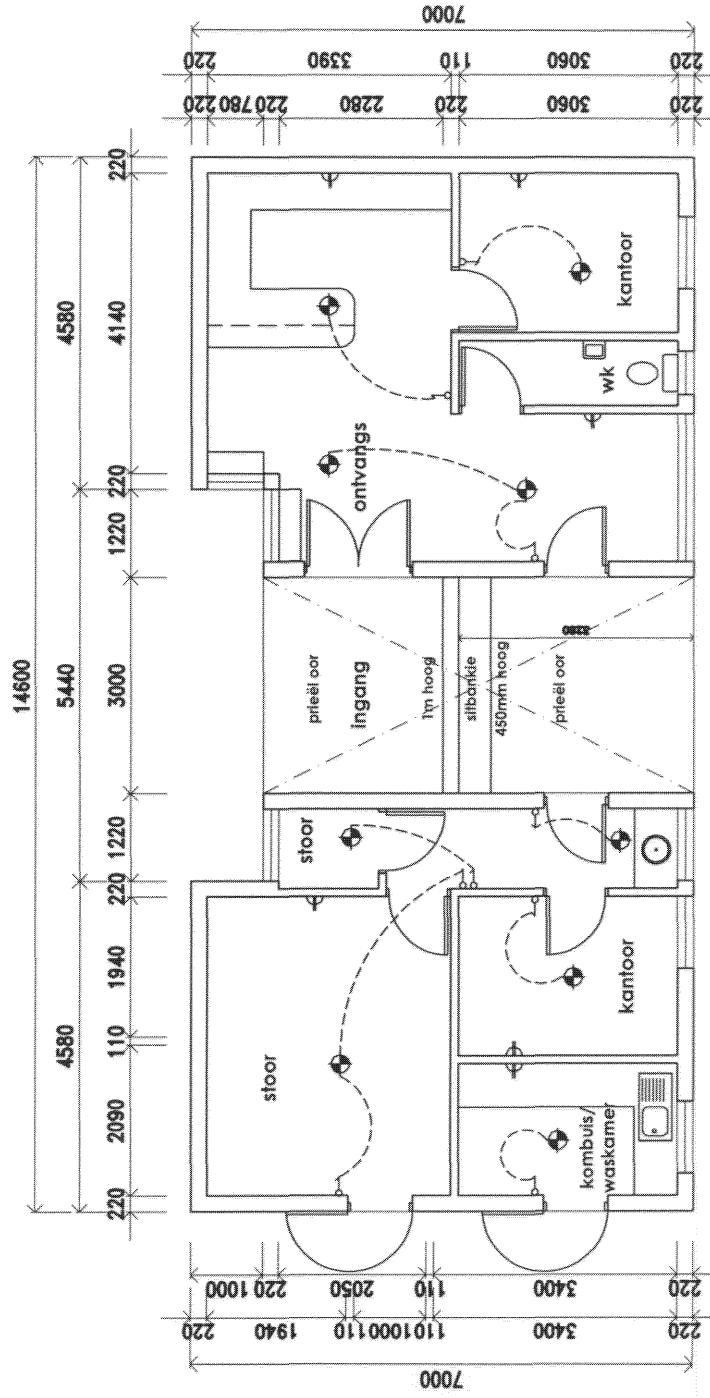 14600
4580 5440 4580
220 2090 110 1940 220 1220 3000 1220 220 4140 220
7000
220 1940 110 1000 110 3400 220
1000 220 2050 110 3400 220
stoor
kombuis/
waskamer
kantoor
stoor
prieël oor
ingang
1m hoog
sitbankie
450mm hoog
prieël oor
3280
ontvangs
wk
kantoor
220 780 220 2280 220 3060 220
220 3390 110 3060 220
7000